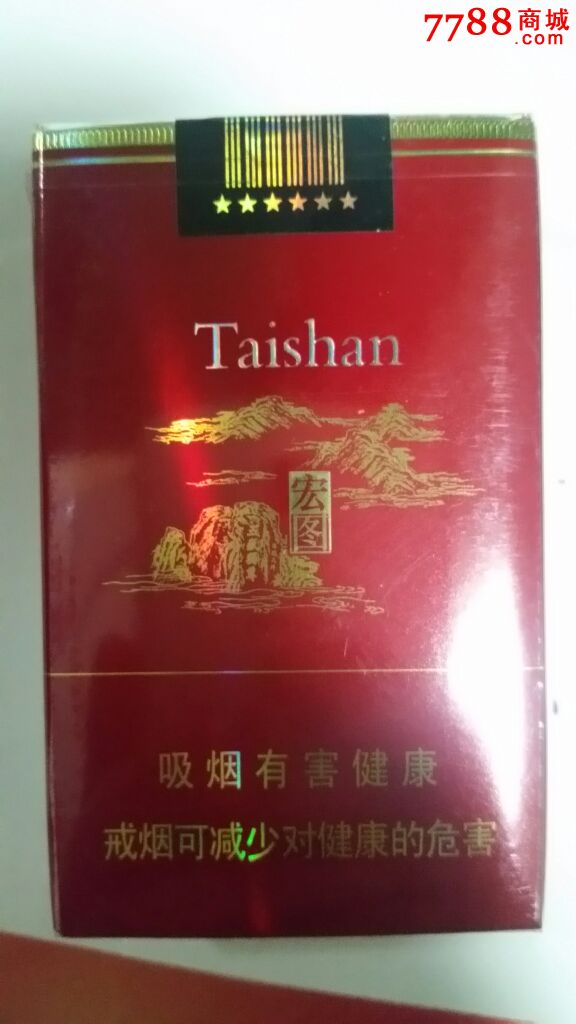 7788商城
.com
Taishan
宏图
吸烟有害健康
戒烟可减少对健康的危害